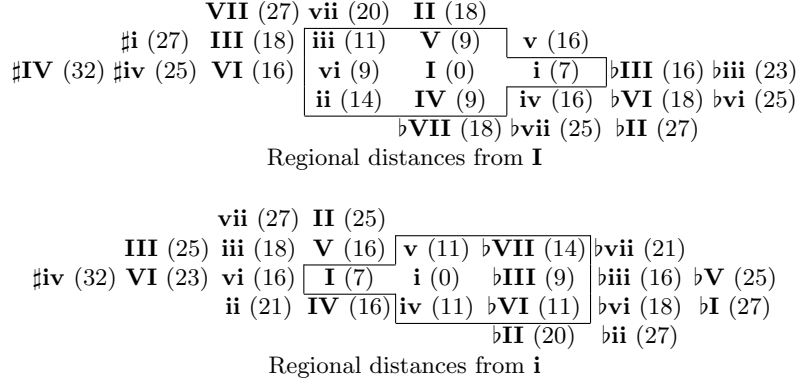 VII (27) vii (20) II (18)
♯i (27) III (18) iii (11) V (9) v (16)
♯IV (32) ♯iv (25) VI (16) vi (9) I (0) i (7) ♭III (16) ♭iii (23)
ii (14) IV (9) iv (16) ♭VI (18) ♭vi (25)
♭VII (18) ♭vii (25) ♭II (27)
Regional distances from I
vii (27) II (25)
III (25) iii (18) V (16) v (11) ♭VII (14) ♭vii (21)
♯iv (32) VI (23) vi (16) I (7) i (0) ♭III (9) ♭iii (16) ♭V (25)
ii (21) IV (16) iv (11) ♭VI (11) ♭vi (18) ♭I (27)
♭II (20) ♭ii (27)
Regional distances from i